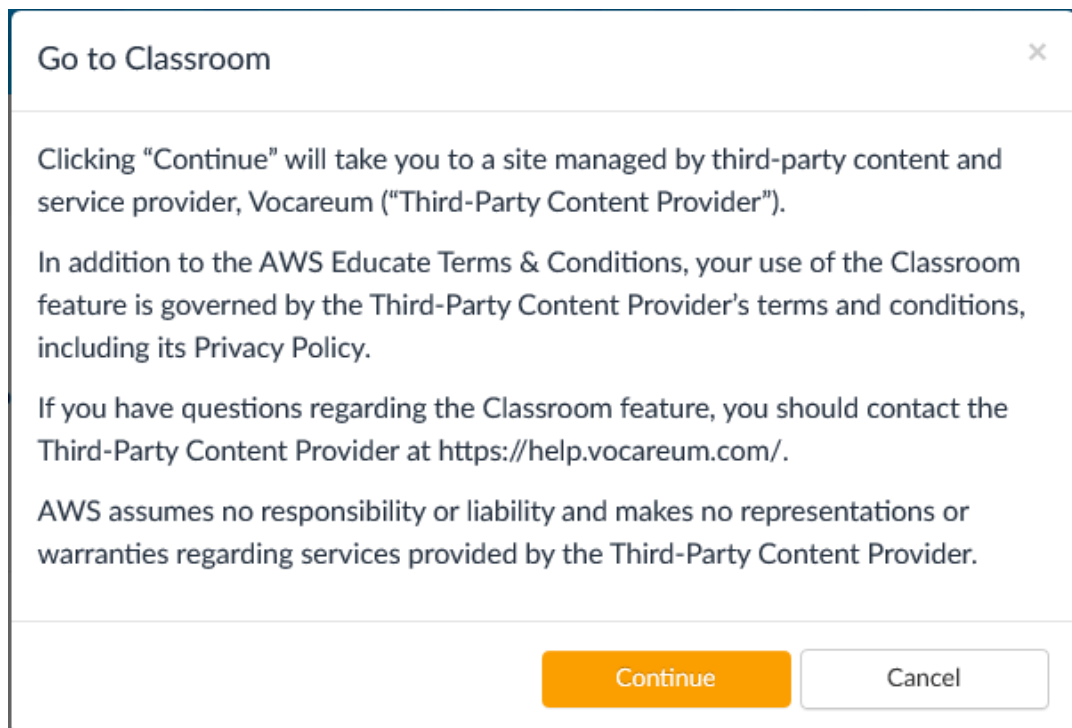 Go to Classroom
×
Clicking “Continue” will take you to a site managed by third-party content and
service provider, Vocareum (“Third-Party Content Provider”).
In addition to the AWS Educate Terms & Conditions, your use of the Classroom
feature is governed by the Third-Party Content Provider’s terms and conditions,
including its Privacy Policy.
If you have questions regarding the Classroom feature, you should contact the
Third-Party Content Provider at https://help.vocareum.com/.
AWS assumes no responsibility or liability and makes no representations or
warranties regarding services provided by the Third-Party Content Provider.
Continue
Cancel